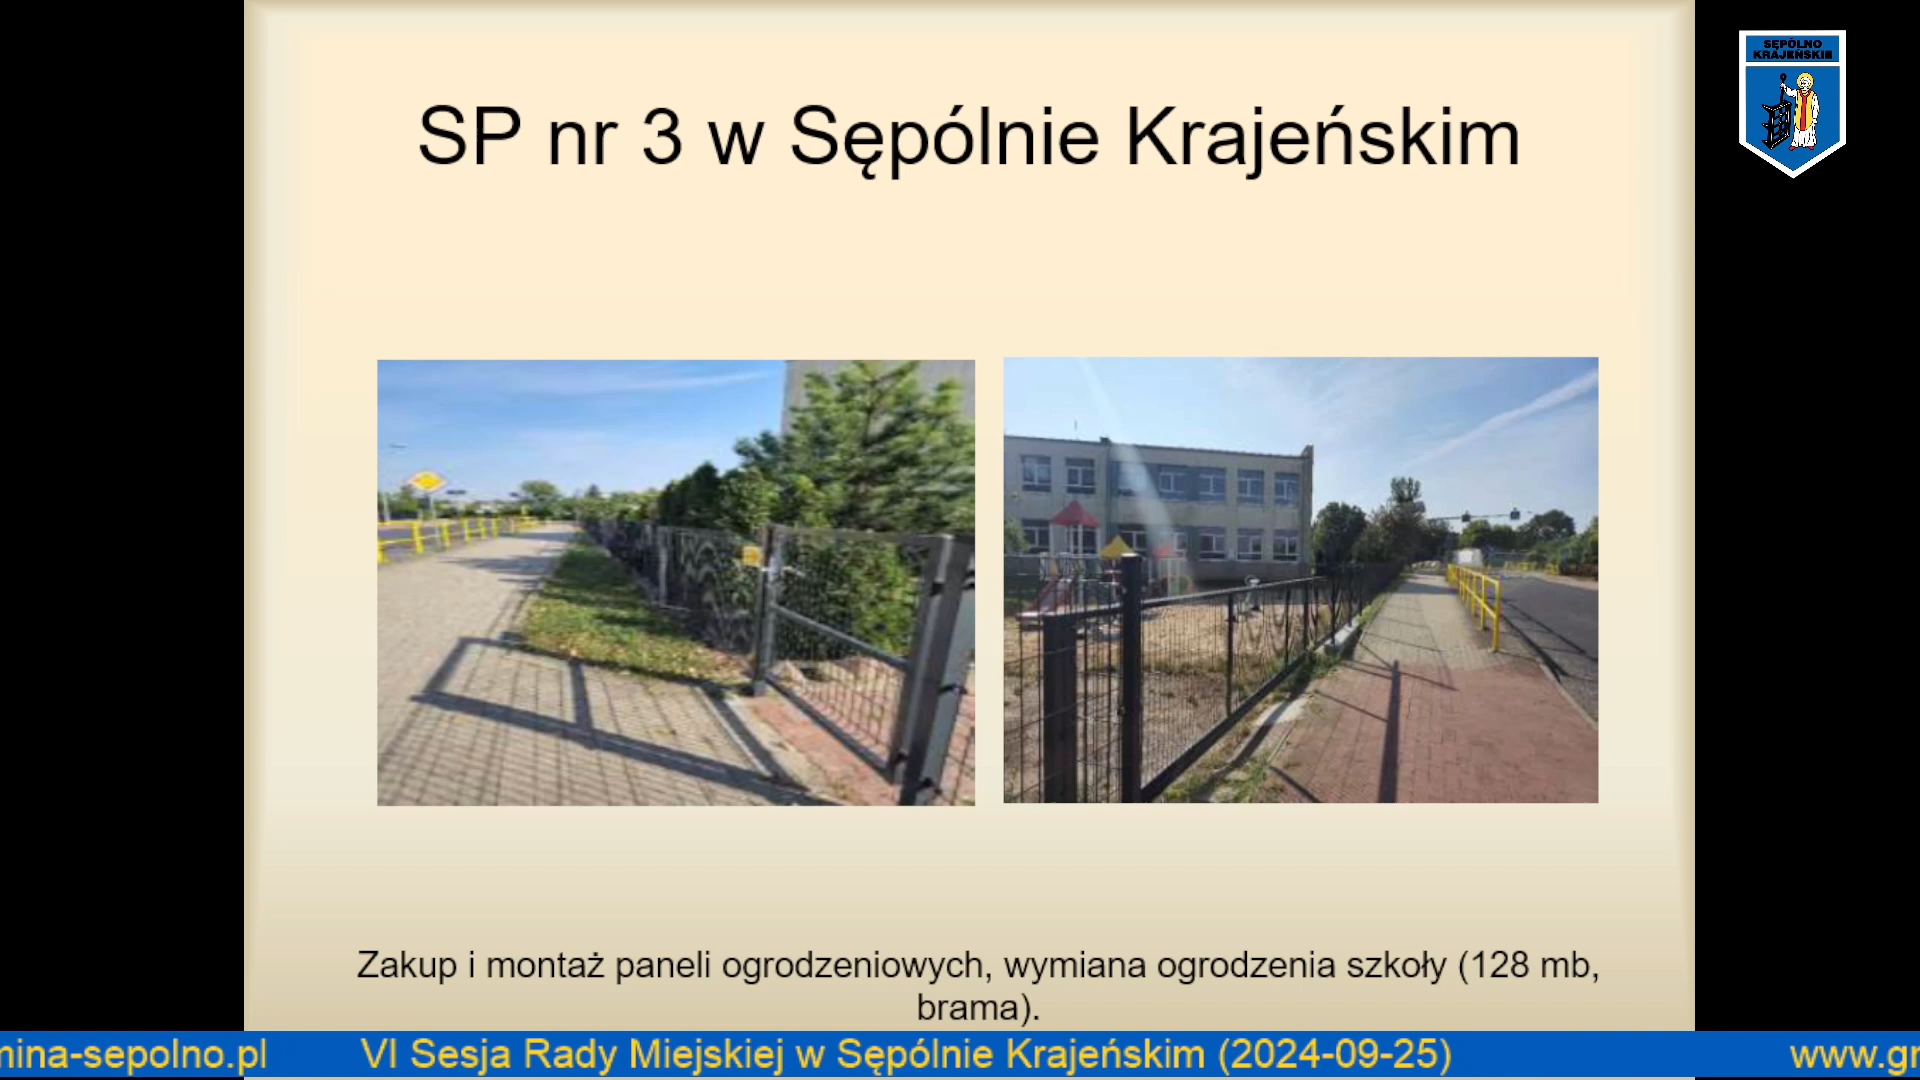 SĘPÓLNO
KRAJEŃSKIE
SP nr 3 w Sępólnie Krajeńskim
Zakup i montaż paneli ogrodzeniowych, wymiana ogrodzenia szkoły (128 mb,
brama).
mina-sepolno.pl VI Sesja Rady Miejskiej w Sępólnie Krajeńskim (2024-09-25) www.gm